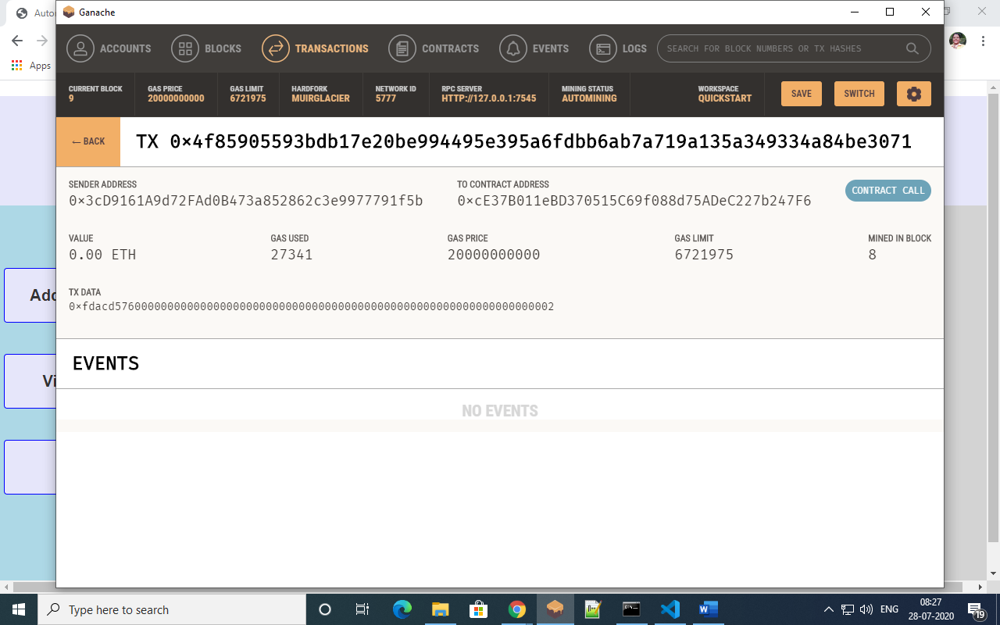 Ganache
ACCOUNTS BLOCKS TRANSACTIONS CONTRACTS EVENTS LOGS SEARCH FOR BLOCK NUMBERS OR TX HASHES
Apps
CURRENT BLOCK GAS PRICE GAS LIMIT HARDFORK NETWORK ID RPC SERVER MINING STATUS WORKSPACE
9 20000000000 6721975 MUIRGLACIER 5777 HTTP://127.0.0.1:7545 AUTOMINING QUICKSTART SAVE SWITCH
← BACK TX 0×4f85905593bdb17e20be994495e395a6fdbb6ab7a719a135a349334a84be3071
SENDER ADDRESS TO CONTRACT ADDRESS CONTRACT CALL
0×3cD9161A9d72FAd0B473a852862c3e9977791f5b 0×cE37B011eBD370515C69f088d75ADeC227b247F6
VALUE GAS USED GAS PRICE GAS LIMIT MINED IN BLOCK
0.00 ETH 27341 20000000000 6721975 8
TX DATA
0×fdacd5760000000000000000000000000000000000000000000000000000000000000002
EVENTS
NO EVENTS
Type here to search
ENG 08:27
28-07-2020 19